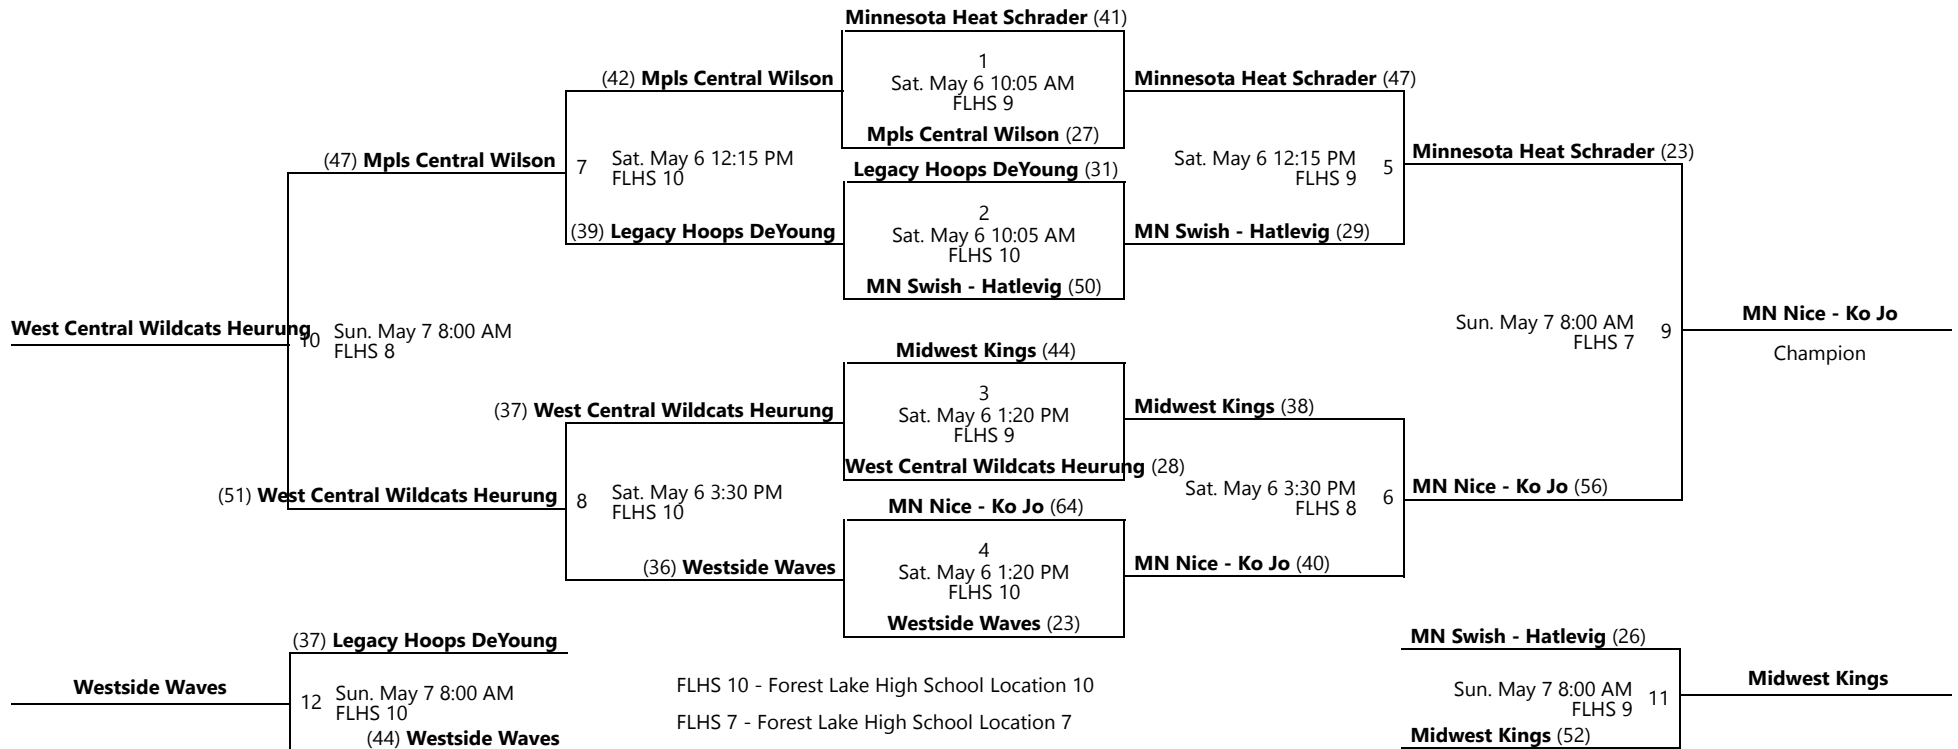 Minnesota Heat Schrader (41)
1
Sat. May 6 10:05 AM
FLHS 9
Mpls Central Wilson (27)
(42) Mpls Central Wilson
Minnesota Heat Schrader (47)
(47) Mpls Central Wilson
7
Sat. May 6 12:15 PM
FLHS 10
Legacy Hoops DeYoung (31)
2
Sat. May 6 10:05 AM
FLHS 10
MN Swish - Hatlevig (50)
Sat. May 6 12:15 PM
FLHS 9
5
Minnesota Heat Schrader (23)
(39) Legacy Hoops DeYoung
MN Swish - Hatlevig (29)
West Central Wildcats Heurung
10
Sun. May 7 8:00 AM
FLHS 8
Midwest Kings (44)
3
Sat. May 6 1:20 PM
FLHS 9
West Central Wildcats Heurung (28)
Sun. May 7 8:00 AM
FLHS 7
9
MN Nice - Ko Jo
Champion
(37) West Central Wildcats Heurung
Midwest Kings (38)
(51) West Central Wildcats Heurung
8
Sat. May 6 3:30 PM
FLHS 10
MN Nice - Ko Jo (64)
4
Sat. May 6 1:20 PM
FLHS 10
Westside Waves (23)
Sat. May 6 3:30 PM
FLHS 8
6
MN Nice - Ko Jo (56)
(36) Westside Waves
MN Nice - Ko Jo (40)
(37) Legacy Hoops DeYoung
Westside Waves
12
Sun. May 7 8:00 AM
FLHS 10
(44) Westside Waves
FLHS 10 - Forest Lake High School Location 10
FLHS 7 - Forest Lake High School Location 7
MN Swish - Hatlevig (26)
Sun. May 7 8:00 AM
FLHS 9
11
Midwest Kings
Midwest Kings (52)